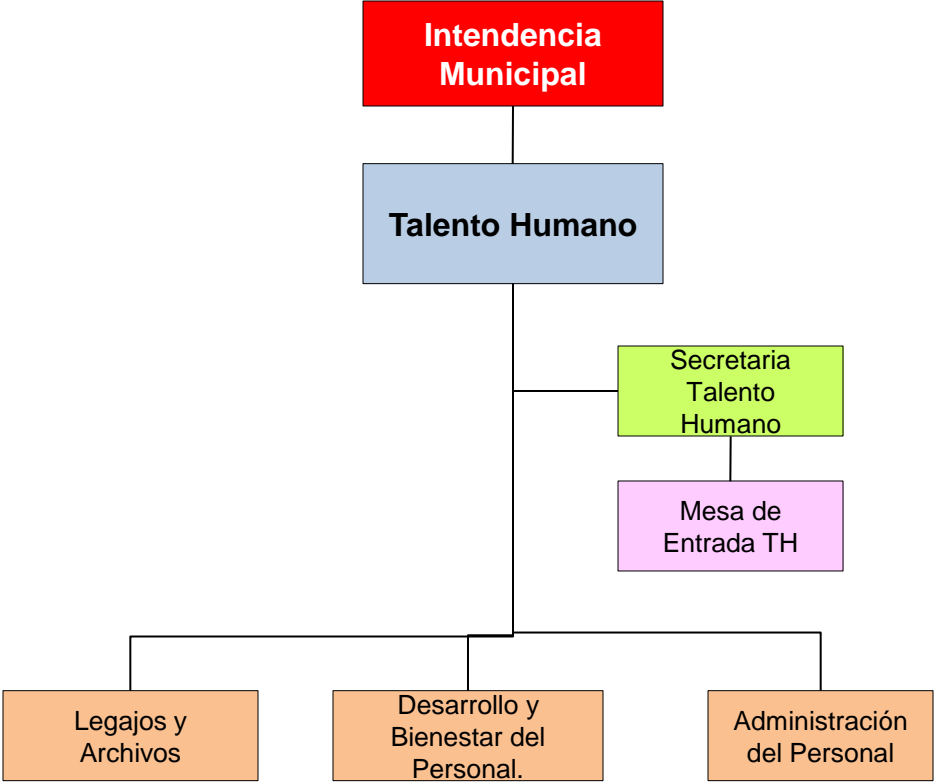 Intendencia
Municipal
Talento Humano
Secretaria
Talento
Humano
Mesa de
Entrada TH
Legajos y
Archivos
Desarrollo y
Bienestar del
Personal.
Administración
del Personal